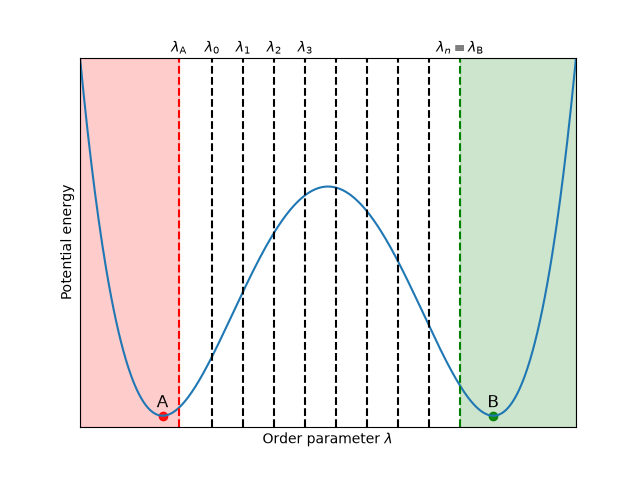 λ_A λ_0 λ_1 λ_2 λ_3 λ_n = λ_B
Potential energy
A B
Order parameter λ